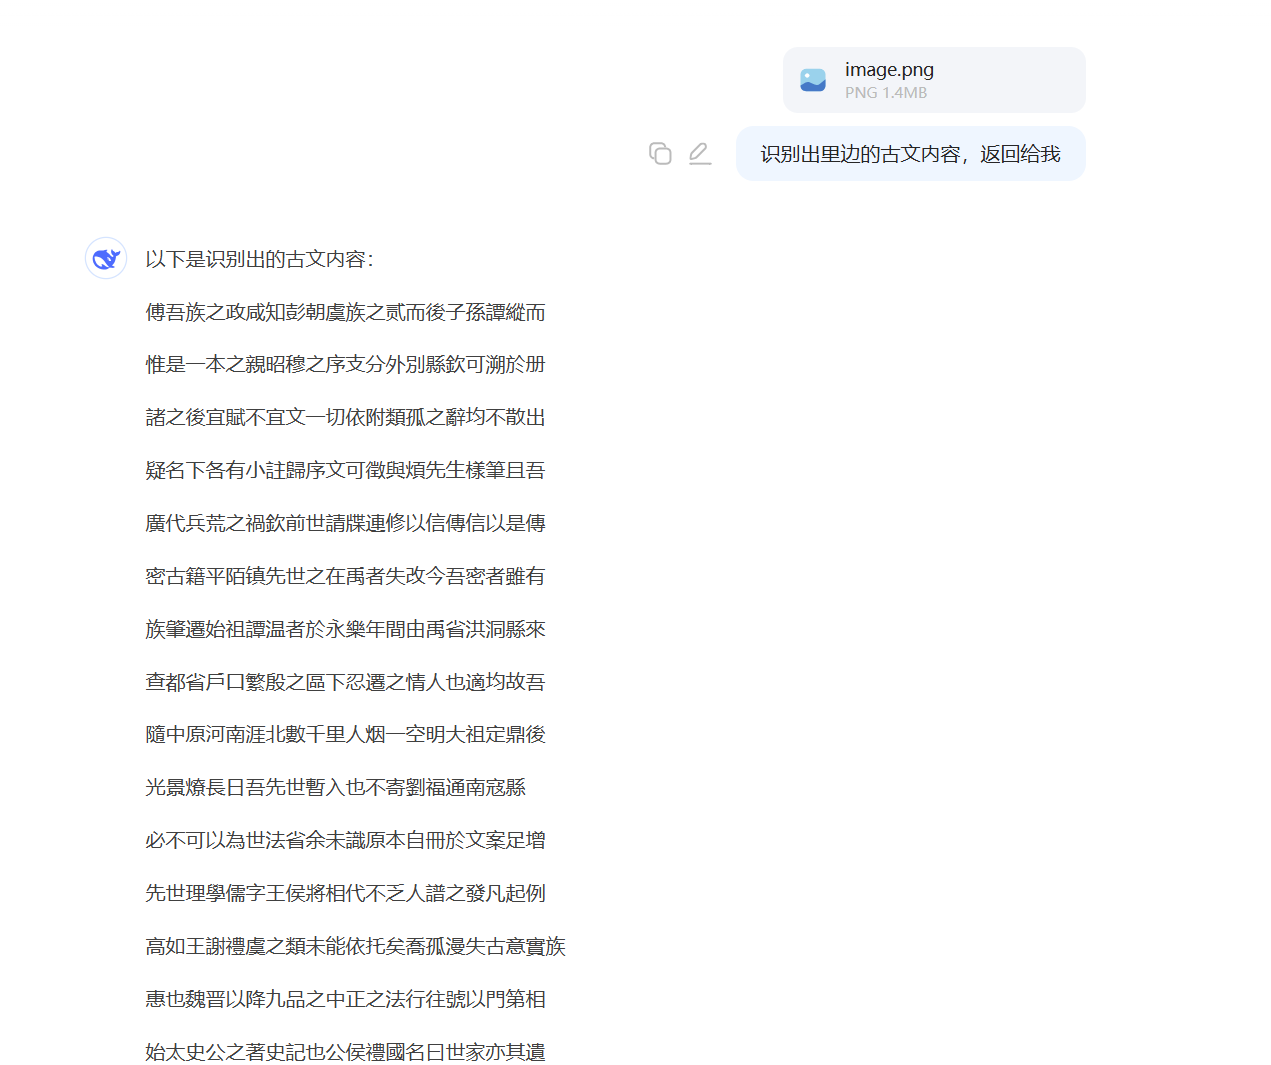 image.png
PNG 1.4MB
识别出里边的古文内容，返回给我
以下是识别出的古文内容：
傅吾族之政咸知彭朝虞族之贰而後子孫譚縱而
惟是一本之親昭穆之序支分外別縣欽可溯於册
諸之後宜賦不宜文一切依附類孤之辭均不散出
疑名下各有小註歸序文可徵與煩先生樣筆且吾
廣代兵荒之禍欽前世請牒連修以信傳信以是傳
密古籍平陌镇先世之在禹者失改今吾密者雖有
族肇遷始祖譚温者於永樂年間由禹省洪洞縣來
查都省戶口繁殷之區下忍遷之情人也適均故吾
隨中原河南涯北數千里人烟一空明大祖定鼎後
光景燎長日吾先世暫入也不寄劉福通南寇縣
必不可以為世法省余未識原本自冊於文案足增
先世理學儒字王侯將相代不乏人譜之發凡起例
高如王謝禮虞之類未能依托矣喬孤漫失古意實族
惠也魏晋以降九品之中正之法行往號以門第相
始太史公之著史記也公侯禮國名曰世家亦其遺